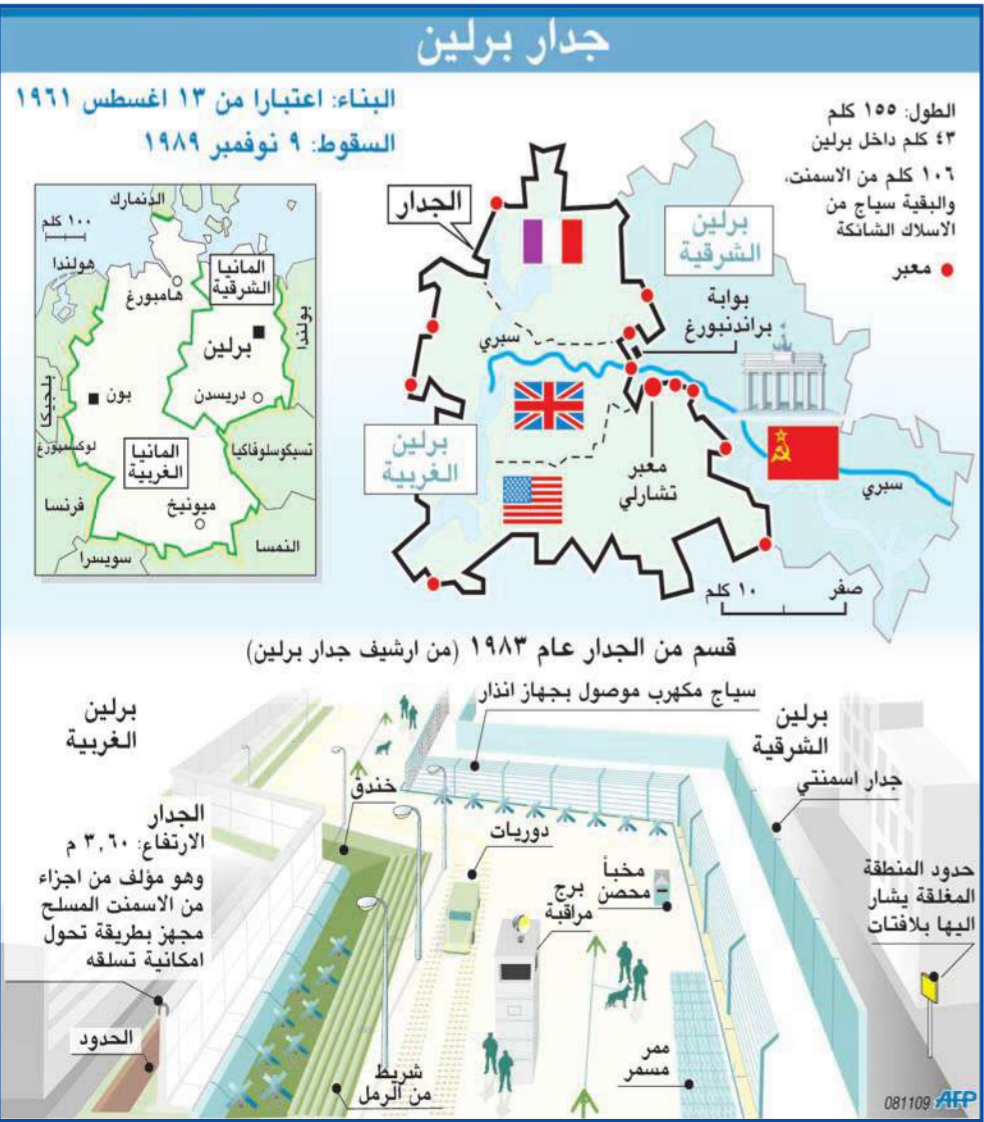 جدار برلين
البناء: اعتبارا من ١٣ اغسطس ١٩٦١
السقوط: ٩ نوفمبر ١٩٨٩
الطول: ١٥٥ كلم
٤٣ كلم داخل برلين
١٠٦ كلم من الاسمنت،
والبقية سياج من
الاسلاك الشائكة
معبر
الجدار
برلين
الشرقية
بوابة
براندنبورغ
سبري
برلين
الغربية
معبر
تشارلي
سبري
صفر
١٠ كلم
الدنمارك
١٠٠ كلم
هولندا
هامبورغ
المانيا
الشرقية
بولندا
برلين
بلجيكا
بون
دريسدن
لوكسمبورغ
المانيا
الغربية
تسيكوسلوفاكيا
فرنسا
ميونيخ
النمسا
سويسرا
قسم من الجدار عام ١٩٨٣ (من ارشيف جدار برلين)
سياج مكهرب موصول بجهاز انذار
برلين
الشرقية
برلين
الغربية
جدار اسمنتي
خندق
الجدار
الارتفاع: ٣,٦٠ م
وهو مؤلف من اجزاء
من الاسمنت المسلح
مجهز بطريقة تحول
امكانية تسلقه
دوريات
مخبأ
محصن
برج
مراقبة
حدود المنطقة
المغلقة يشار
اليها بلافتات
الحدود
شريط
من الرمل
ممر
مسمر
081109 AFP